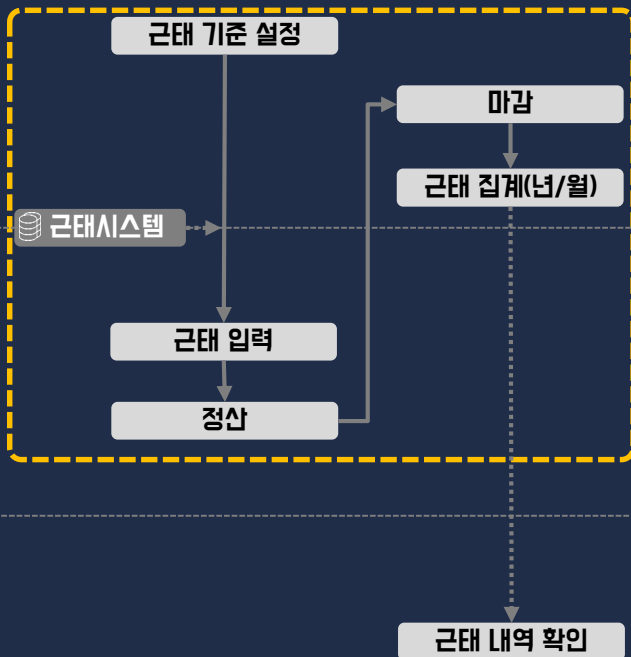 근태 기준 설정
마감
근태 집계(년/월)
근태시스템
근태 입력
정산
근태 내역 확인